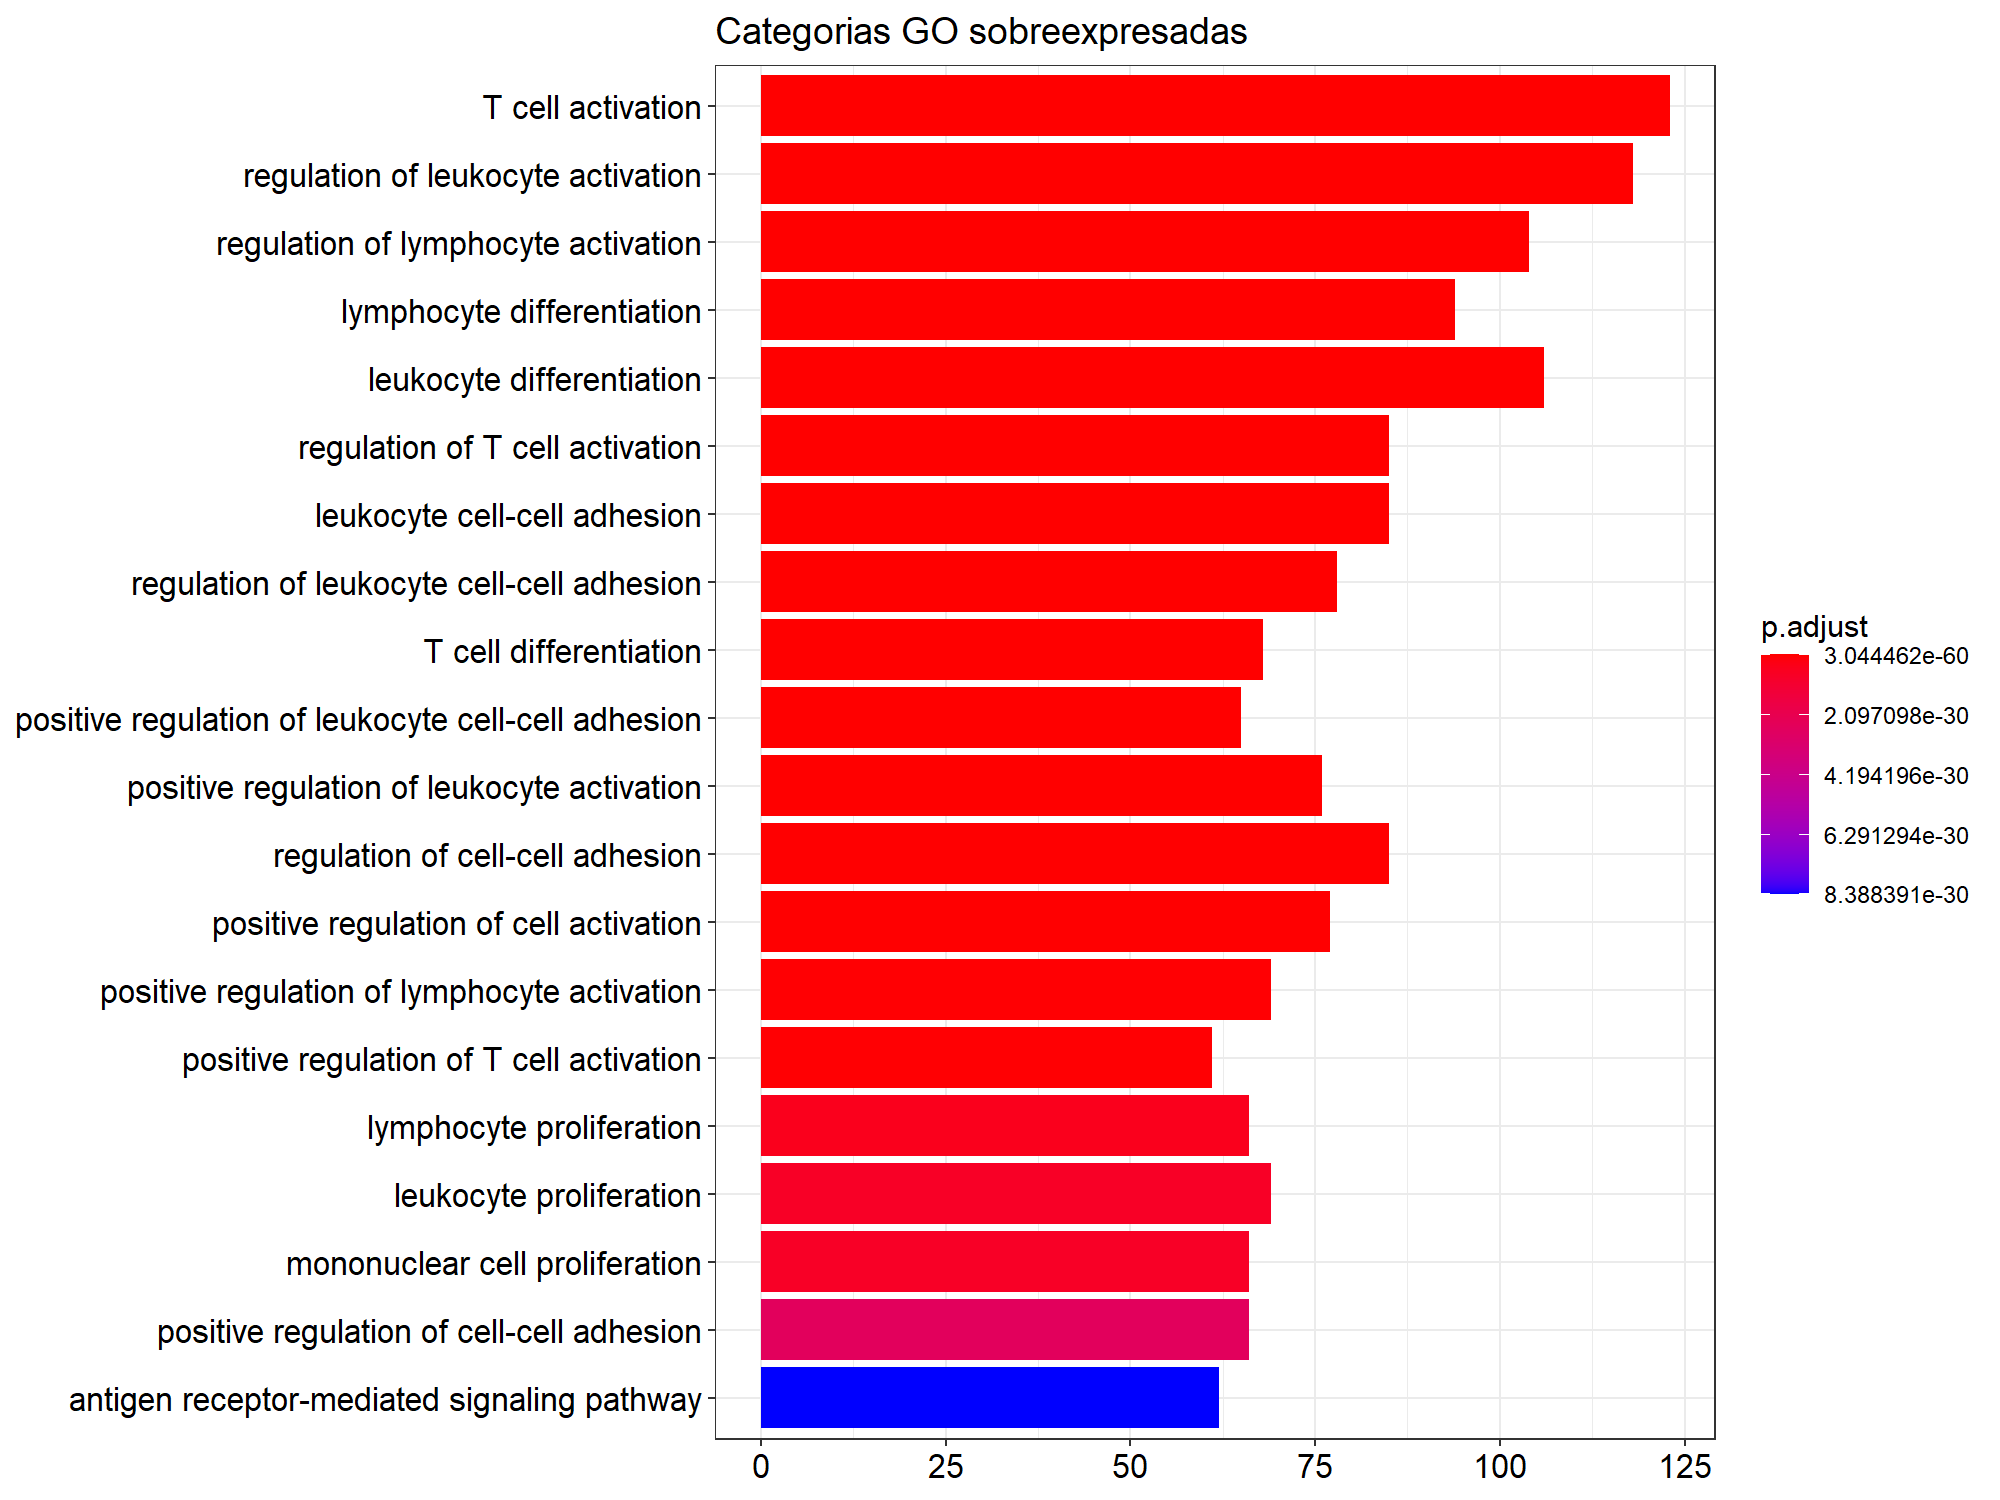 Categorias GO sobreexpresadas
T cell activation
regulation of leukocyte activation
regulation of lymphocyte activation
lymphocyte differentiation
leukocyte differentiation
regulation of T cell activation
leukocyte cell-cell adhesion
regulation of leukocyte cell-cell adhesion
T cell differentiation
positive regulation of leukocyte cell-cell adhesion
positive regulation of leukocyte activation
regulation of cell-cell adhesion
positive regulation of cell activation
positive regulation of lymphocyte activation
positive regulation of T cell activation
lymphocyte proliferation
leukocyte proliferation
mononuclear cell proliferation
positive regulation of cell-cell adhesion
antigen receptor-mediated signaling pathway
0 25 50 75 100 125
p.adjust
3.044462e-60
2.097098e-30
4.194196e-30
6.291294e-30
8.388391e-30